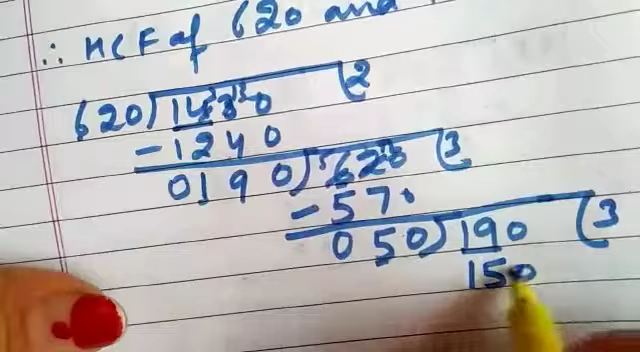 ∴ HCF of 620 and
620) 1430 (2
- 1240
0190) 620 (3
- 570
050) 190 (3
150